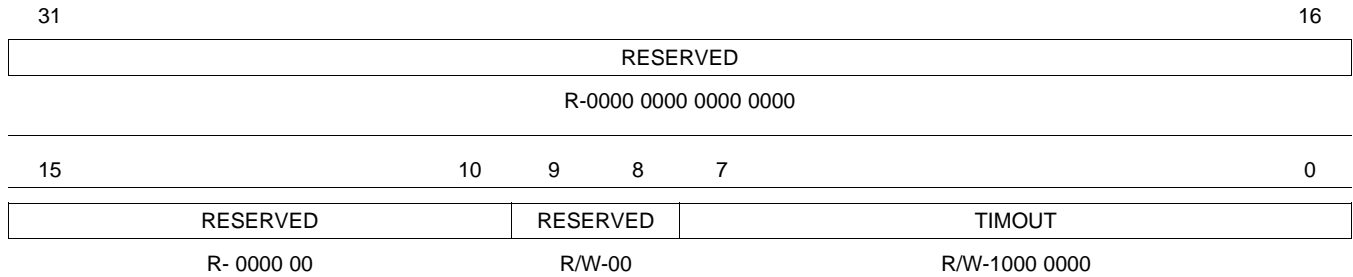 31 16
RESERVED
R-0000 0000 0000 0000
15 10 9 8 7 0
RESERVED RESERVED TIMOUT
R- 0000 00 R/W-00 R/W-1000 0000